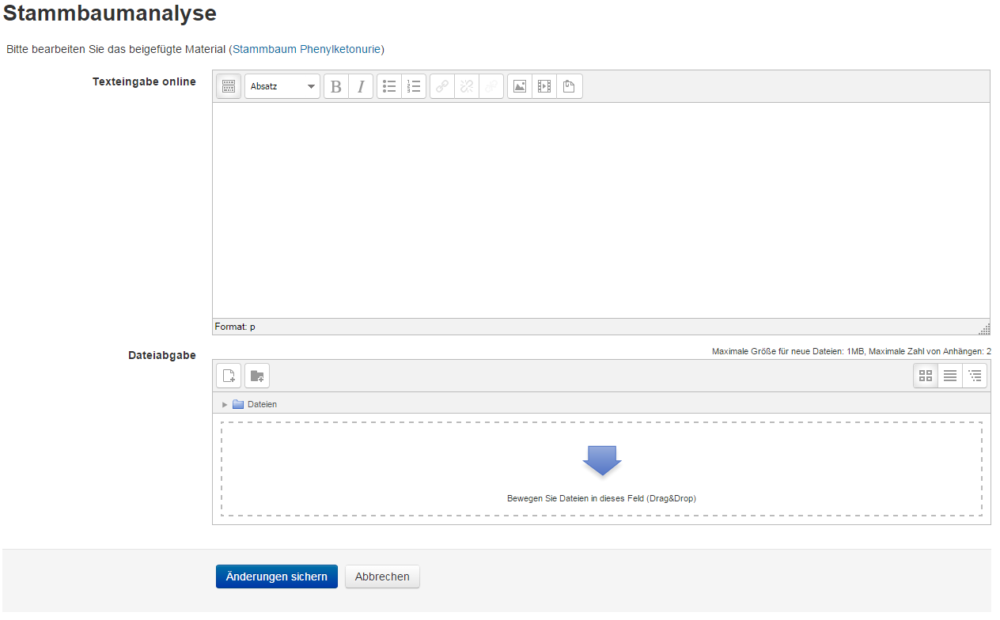 Stammbaumanalyse
Bitte bearbeiten Sie das beigefügte Material (Stammbaum Phenylketonurie)
Texteingabe online
Absatz
B I
Format: p
Dateiabgabe
Maximale Größe für neue Dateien: 1MB, Maximale Zahl von Anhängen: 2
Dateien
Bewegen Sie Dateien in dieses Feld (Drag&Drop)
Änderungen sichern Abbrechen